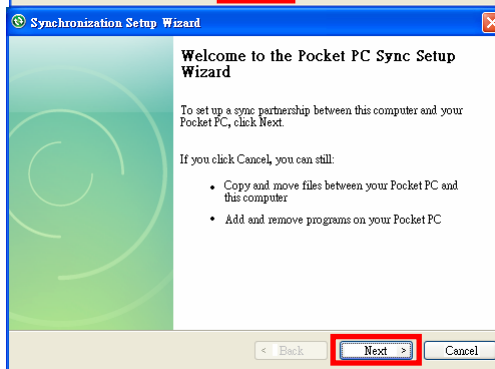 Synchronization Setup Wizard
Welcome to the Pocket PC Sync Setup
Wizard
To set up a sync partnership between this computer and your
Pocket PC, click Next.
If you click Cancel, you can still:
• Copy and move files between your Pocket PC and
this computer
• Add and remove programs on your Pocket PC
< Back Next > Cancel